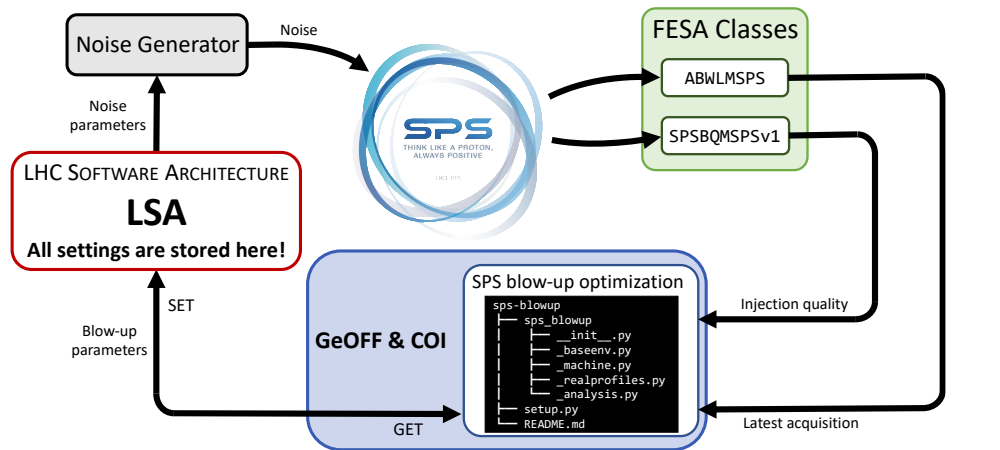 Noise Generator
Noise
FESA Classes
ABWLMSPS
SPSBQMSPSv1
SPS
THINK LIKE A PROTON,
ALWAYS POSITIVE
Noise
parameters
LHC SOFTWARE ARCHITECTURE
LSA
All settings are stored here!
SET
Blow-up
parameters
GET
GeOFF & COI
SPS blow-up optimization
sps-blowup
├── sps_blowup
│   ├── __init__.py
│   ├── _baseenv.py
│   ├── _machine.py
│   ├── _realprofiles.py
│   └── _analysis.py
├── setup.py
└── README.md
Injection quality
Latest acquisition